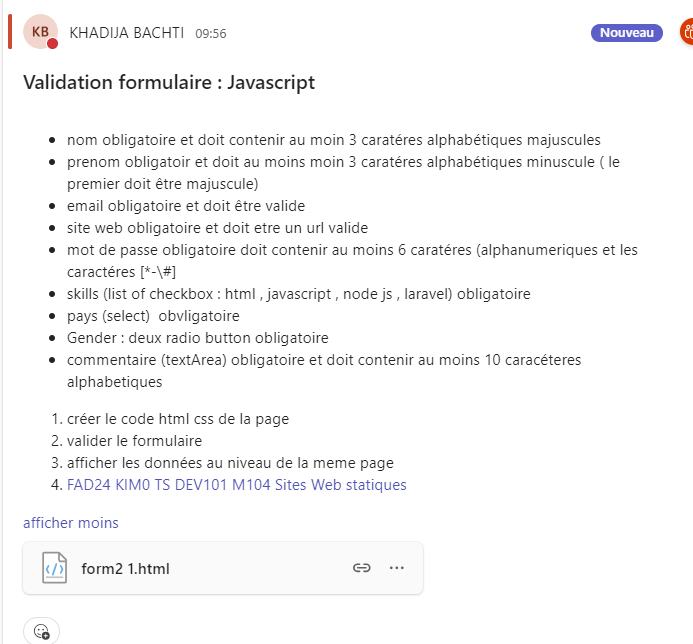 KB KHADIJA BACHTI 09:56 Nouveau
Validation formulaire : Javascript
• nom obligatoire et doit contenir au moin 3 caratéres alphabétiques majuscules
• prenom obligatoir et doit au moins moin 3 caratéres alphabétiques minuscule ( le
premier doit être majuscule)
• email obligatoire et doit être valide
• site web obligatoire et doit etre un url valide
• mot de passe obligatoire doit contenir au moins 6 caratéres (alphanumeriques et les
caractéres [*-\#]
• skills (list of checkbox : html , javascript , node js , laravel) obligatoire
• pays (select)  obvligatoire
• Gender : deux radio button obligatoire
• commentaire (textArea) obligatoire et doit contenir au moins 10 caracéteres
alphabetiques
1. créer le code html css de la page
2. valider le formulaire
3. afficher les données au niveau de la meme page
4. FAD24 KIM0 TS DEV101 M104 Sites Web statiques
afficher moins
form2 1.html